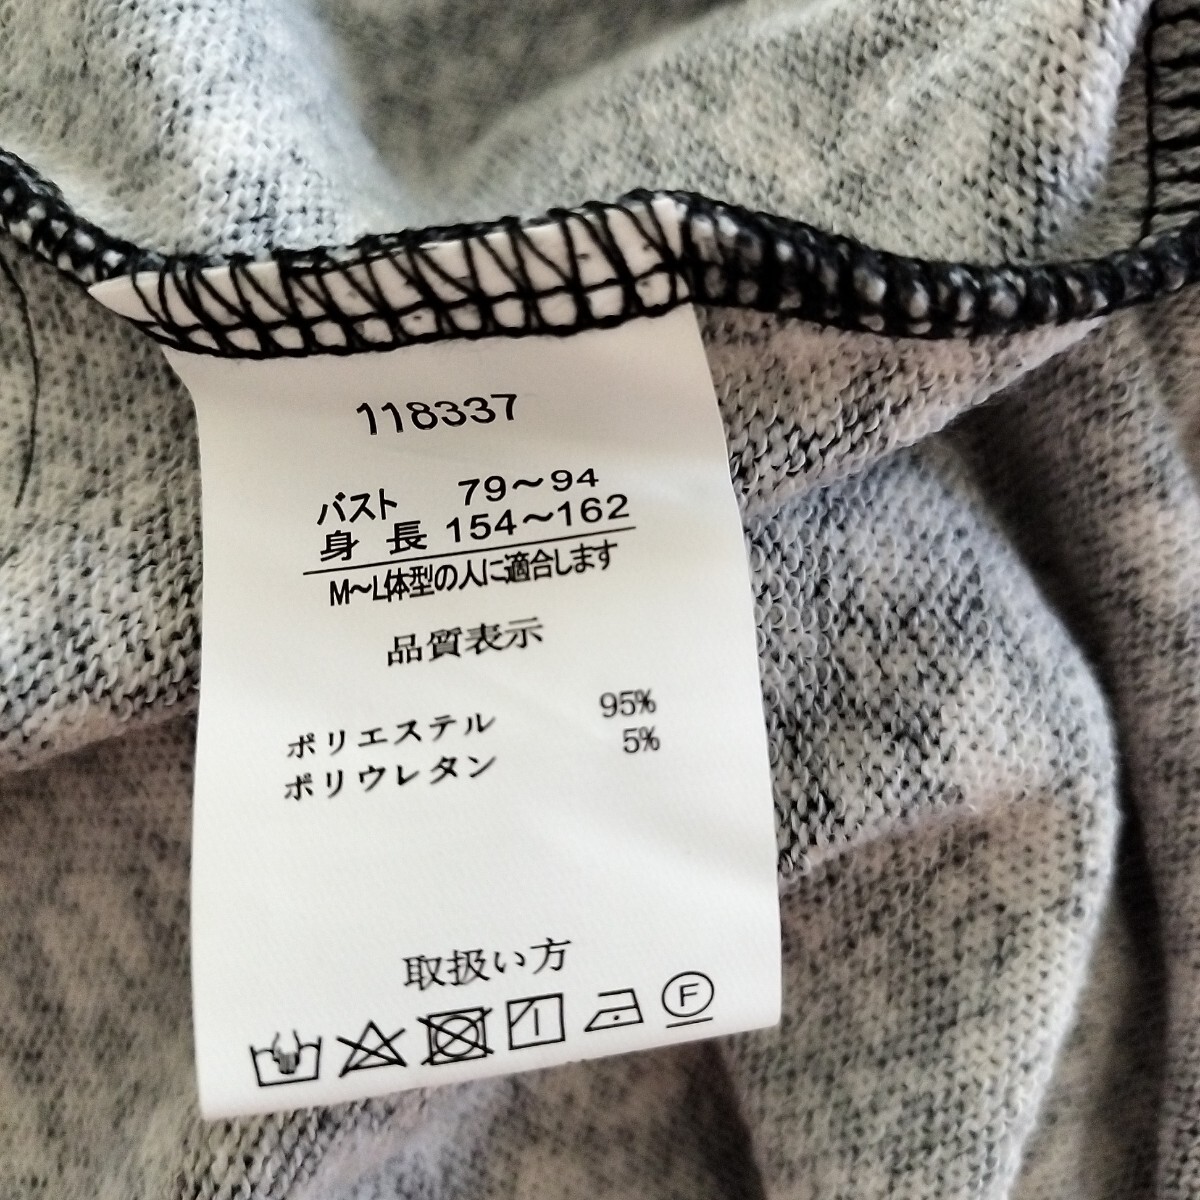 118337
バスト 79～94
身 長 154～162
M～L体型の人に適合します
品質表示
ポリエステル 95%
ポリウレタン 5%
取扱い方
F